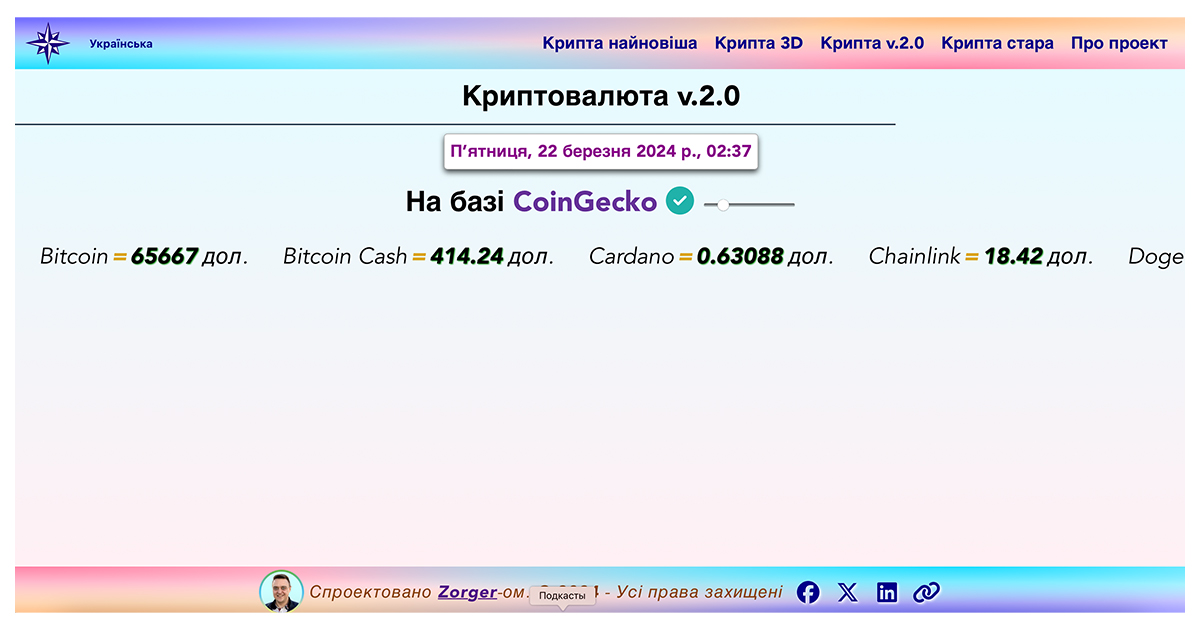 Українська
Крипта найновіша Крипта 3D Крипта v.2.0 Крипта стара Про проект
Криптовалюта v.2.0
П’ятниця, 22 березня 2024 р., 02:37
На базі CoinGecko
Bitcoin = 65667 дол. Bitcoin Cash = 414.24 дол. Cardano = 0.63088 дол. Chainlink = 18.42 дол. Doge
Спроектовано Zorger-ом. - Усі права захищені
Подкасты